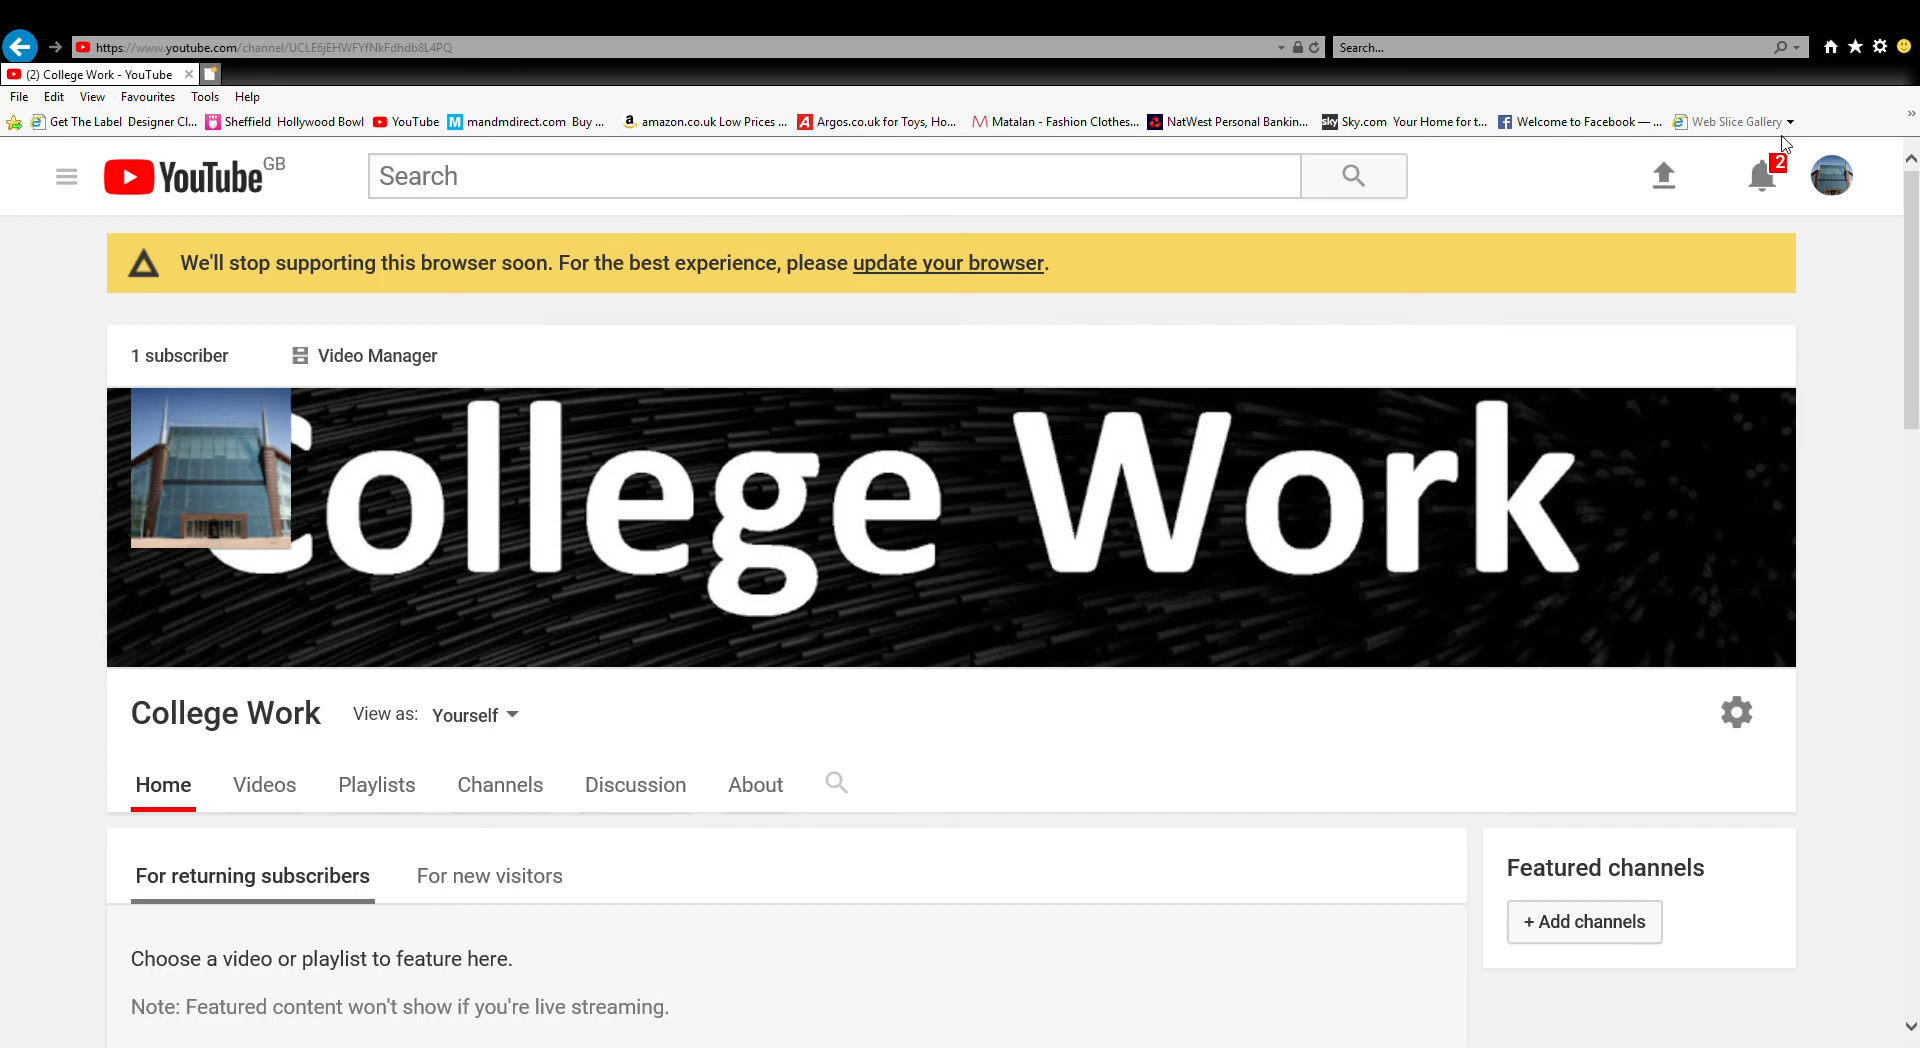 https://www.youtube.com/channel/UCLE6jEHWFYfNkFdhdb8L4PQ
Search...
(2) College Work - YouTube
File Edit View Favourites Tools Help
Get The Label Designer Cl... Sheffield Hollywood Bowl YouTube M mandmdirect.com Buy ... a amazon.co.uk Low Prices ... A Argos.co.uk for Toys, Ho... M Matalan - Fashion Clothes... NatWest Personal Bankin... sky Sky.com Your Home for t... f Welcome to Facebook — ... Web Slice Gallery
YouTube GB
Search
2
We'll stop supporting this browser soon. For the best experience, please update your browser.
1 subscriber Video Manager
College Work
College Work View as: Yourself
Home Videos Playlists Channels Discussion About
For returning subscribers For new visitors
Featured channels
+ Add channels
Choose a video or playlist to feature here.
Note: Featured content won't show if you're live streaming.